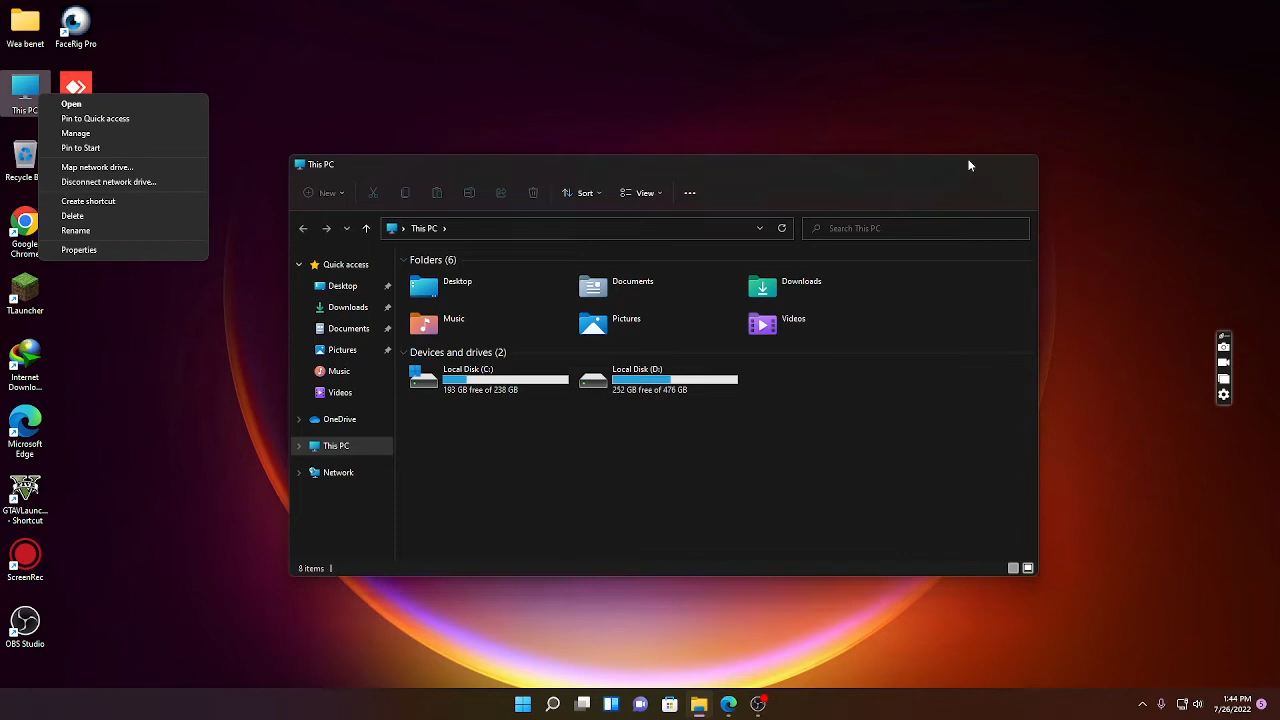 Wea benet
FaceRig Pro
This PC
Recycle B
Google
Chrome
TLauncher
Internet
Downlo...
Microsoft
Edge
GTAVLaunc...
- Shortcut
ScreenRec
OBS Studio
Open
Pin to Quick access
Manage
Pin to Start
Map network drive...
Disconnect network drive...
Create shortcut
Delete
Rename
Properties
This PC
New
Sort
View
This PC
Search This PC
Quick access
Desktop
Downloads
Documents
Pictures
Music
Videos
OneDrive
This PC
Network
Folders (6)
Desktop
Documents
Downloads
Music
Pictures
Videos
Devices and drives (2)
Local Disk (C:)
193 GB free of 238 GB
Local Disk (D:)
252 GB free of 476 GB
8 items
1:44 PM
7/26/2022
5